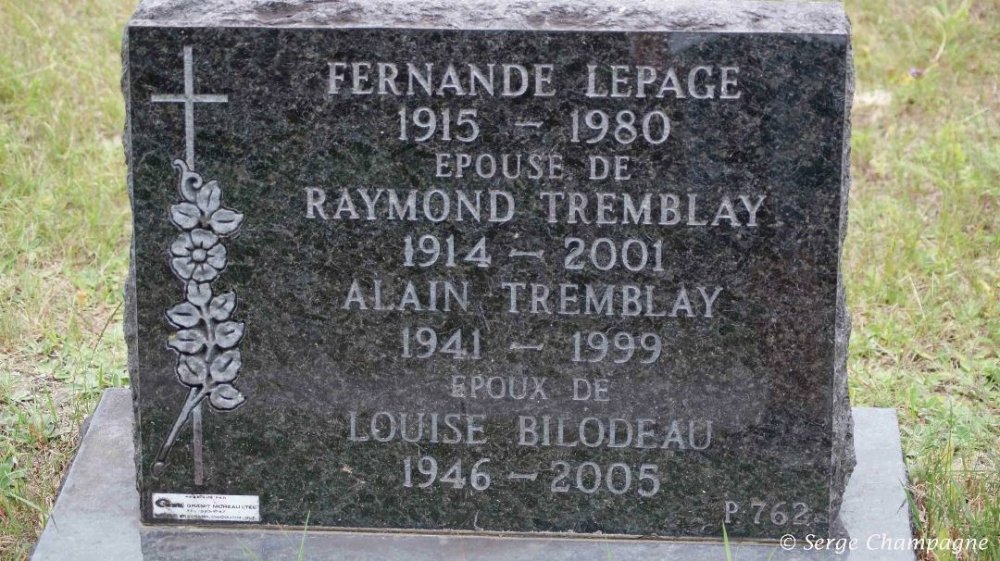 FERNANDE LEPAGE
1915 – 1980
EPOUSE DE
RAYMOND TREMBLAY
1914 – 2001
ALAIN TREMBLAY
1941 – 1999
EPOUX DE
LOUISE BILODEAU
1946 – 2005
P.762
© Serge Champagne